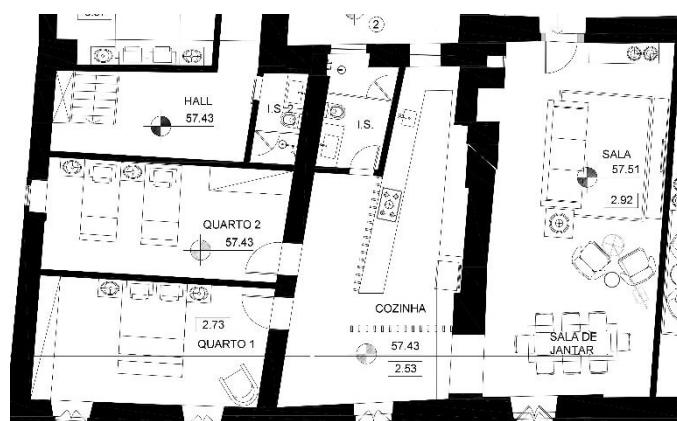 2
HALL
57.43
I.S. 2
I.S.
SALA
57.51
2.92
QUARTO 2
57.43
COZINHA
2.73
QUARTO 1
57.43
2.53
SALA DE
JANTAR